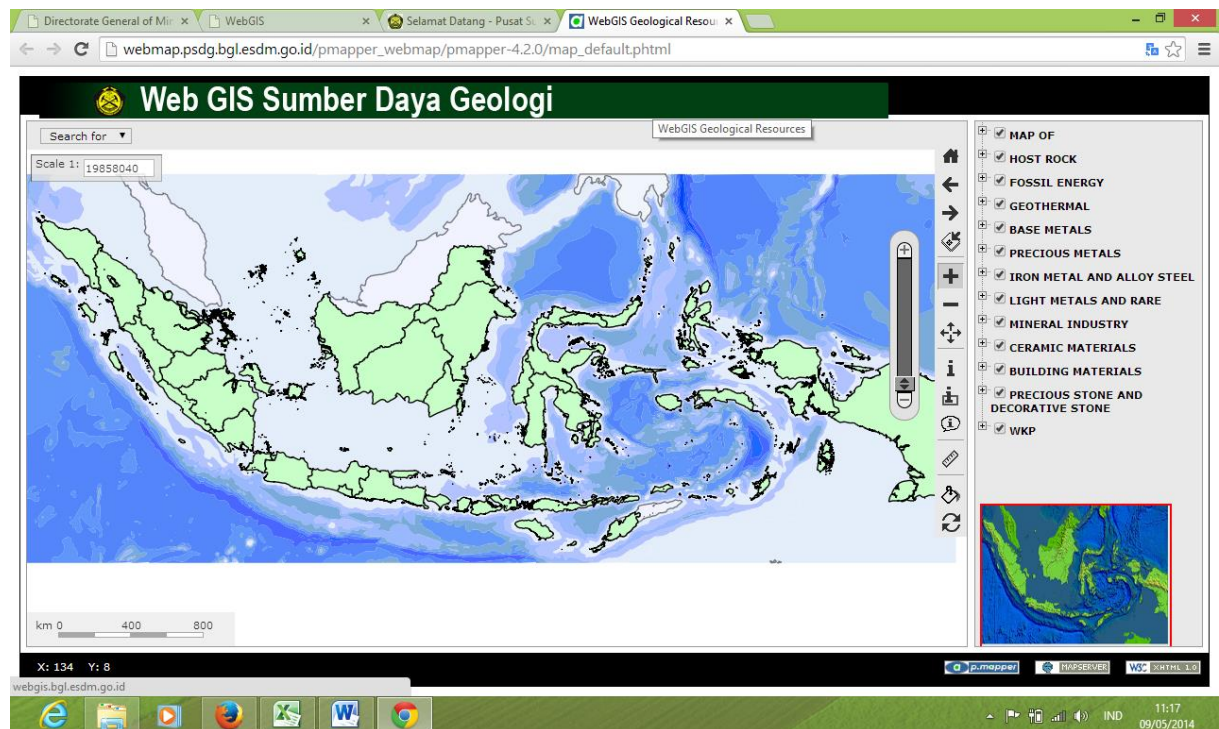 Directorate General of Min
WebGIS
Selamat Datang - Pusat Su
WebGIS Geological Resou
webmap.psdg.bgl.esdm.go.id/pmapper_webmap/pmapper-4.2.0/map_default.phtml
Web GIS Sumber Daya Geologi
Search for
WebGIS Geological Resources
Scale 1: 19858040
MAP OF
HOST ROCK
FOSSIL ENERGY
GEOTHERMAL
BASE METALS
PRECIOUS METALS
IRON METAL AND ALLOY STEEL
LIGHT METALS AND RARE
MINERAL INDUSTRY
CERAMIC MATERIALS
BUILDING MATERIALS
PRECIOUS STONE AND
DECORATIVE STONE
WKP
km 0 400 800
X: 134 Y: 8
p.mapper MAPSERVER W3C XHTML 1.0
webgis.bgl.esdm.go.id
IND
11:17
09/05/2014